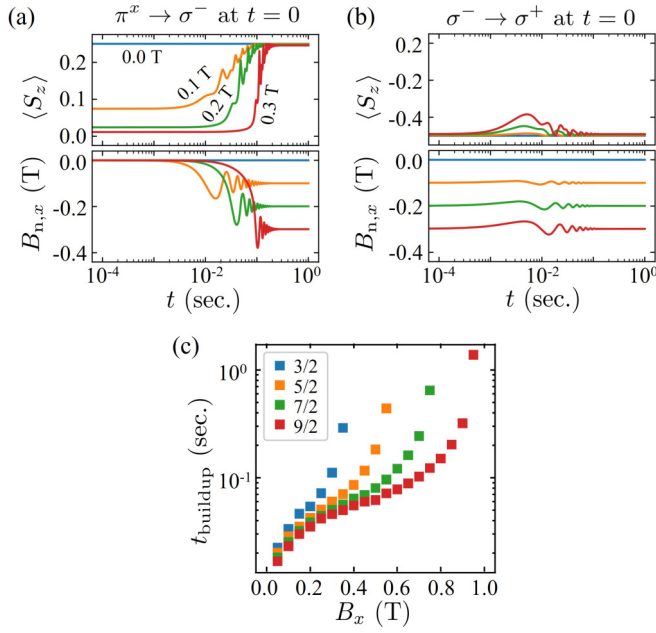 (a) π^x → σ^− at t = 0
(b) σ^− → σ^+ at t = 0
⟨S_z⟩
0.2
0.1
0.0
0.0 T
0.1 T
0.2 T
0.3 T
⟨S_z⟩
0.2
-0.0
-0.2
-0.4
B_{n,x} (T)
0.0
-0.2
-0.4
10^{-4} 10^{-2} 10^0
t (sec.)
B_{n,x} (T)
0.0
-0.2
-0.4
10^{-4} 10^{-2} 10^0
t (sec.)
(c)
3/2
5/2
7/2
9/2
t_{buildup} (sec.)
10^0
10^{-1}
0.0 0.2 0.4 0.6 0.8 1.0
B_x (T)